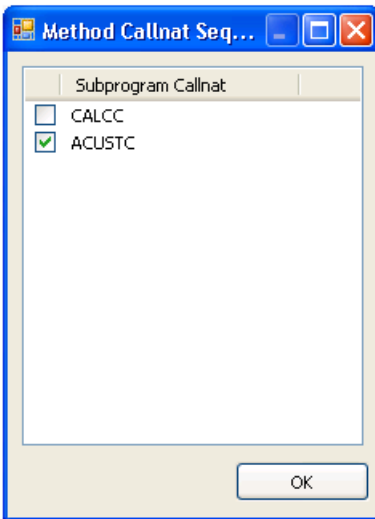 Method Callnat Seq...
Subprogram Callnat
CALCC
ACUSTC
OK